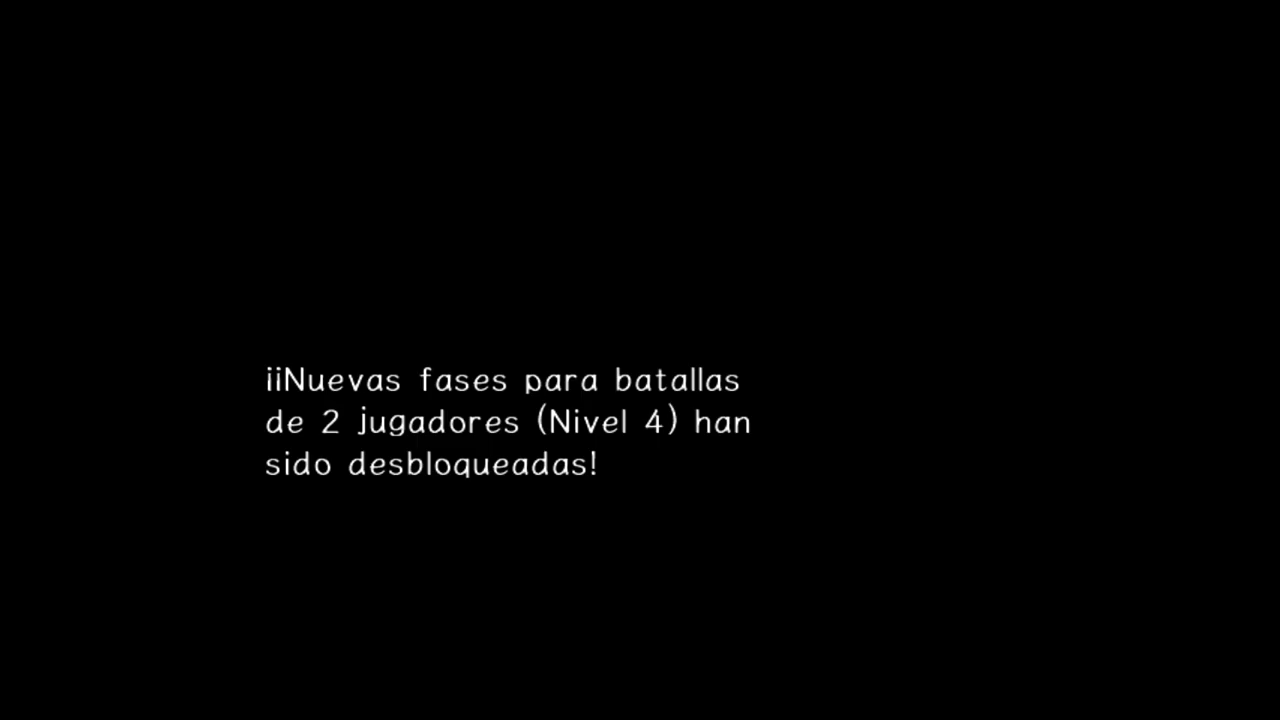 ¡¡Nuevas fases para batallas
de 2 jugadores (Nivel 4) han
sido desbloqueadas!